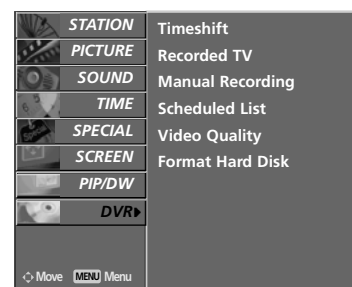 STATION
PICTURE
SOUND
TIME
SPECIAL
SCREEN
PIP/DW
DVR
Move MENU Menu
Timeshift
Recorded TV
Manual Recording
Scheduled List
Video Quality
Format Hard Disk